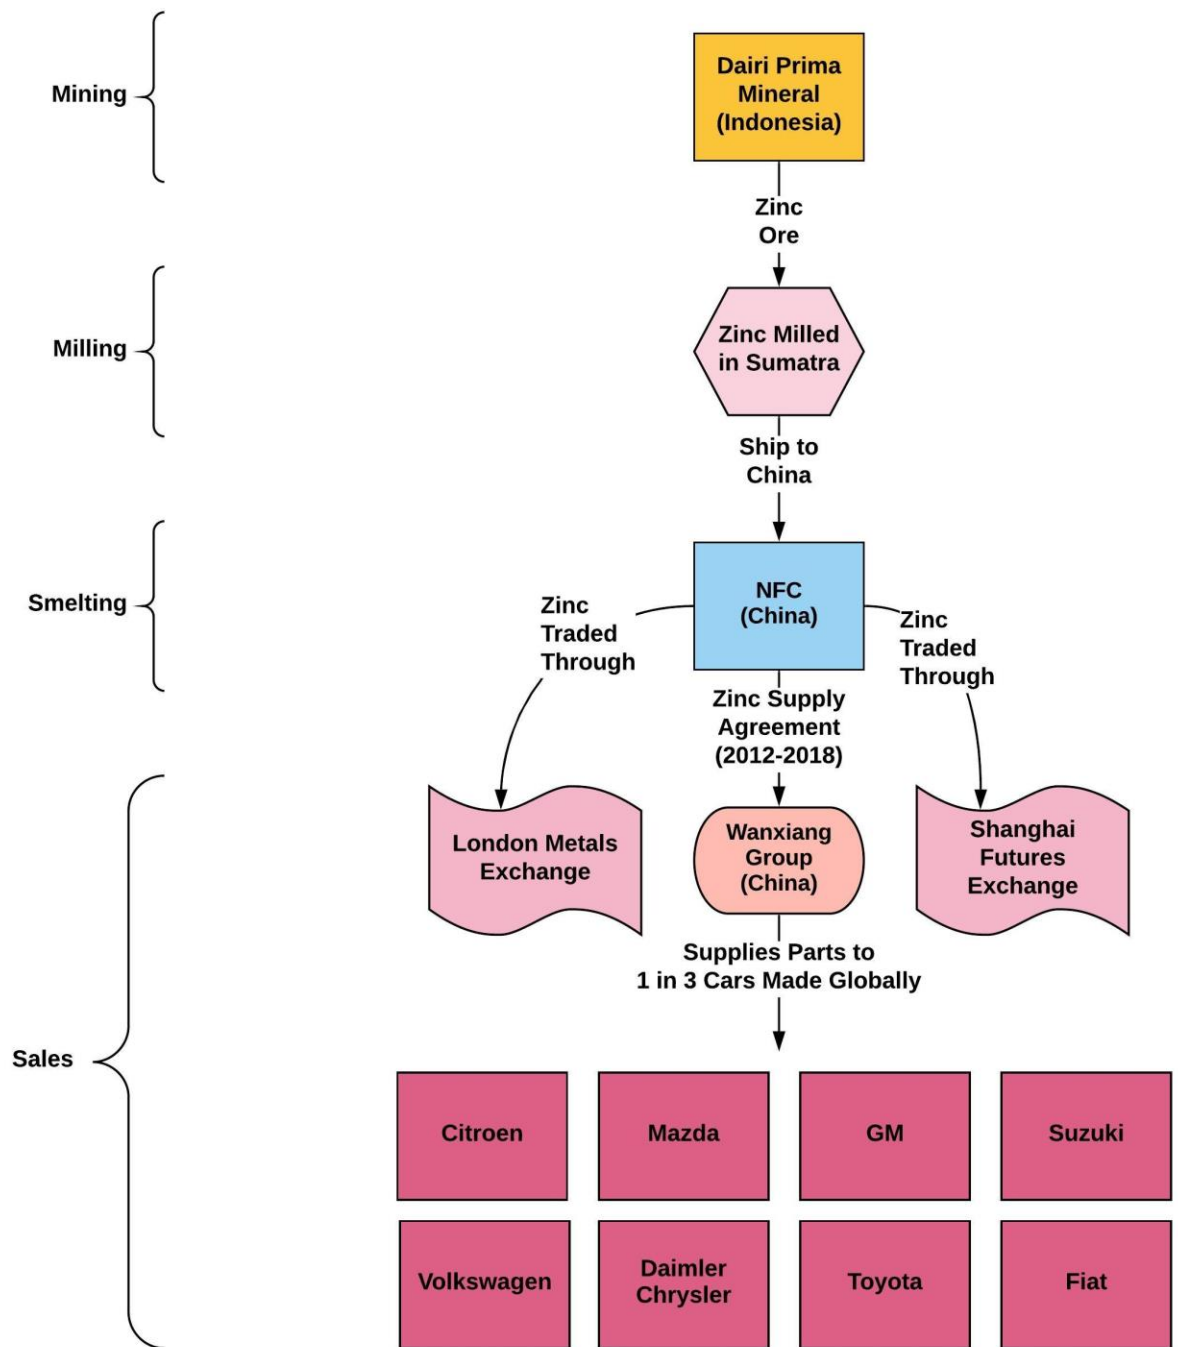 Mining
Dairi Prima
Mineral
(Indonesia)
Zinc
Ore
Milling
Zinc Milled
in Sumatra
Ship to
China
Smelting
NFC
(China)
Zinc
Traded
Through
Zinc
Traded
Through
Zinc Supply
Agreement
(2012-2018)
London Metals
Exchange
Wanxiang
Group
(China)
Shanghai
Futures
Exchange
Supplies Parts to
1 in 3 Cars Made Globally
Sales
Citroen
Mazda
GM
Suzuki
Volkswagen
Daimler
Chrysler
Toyota
Fiat